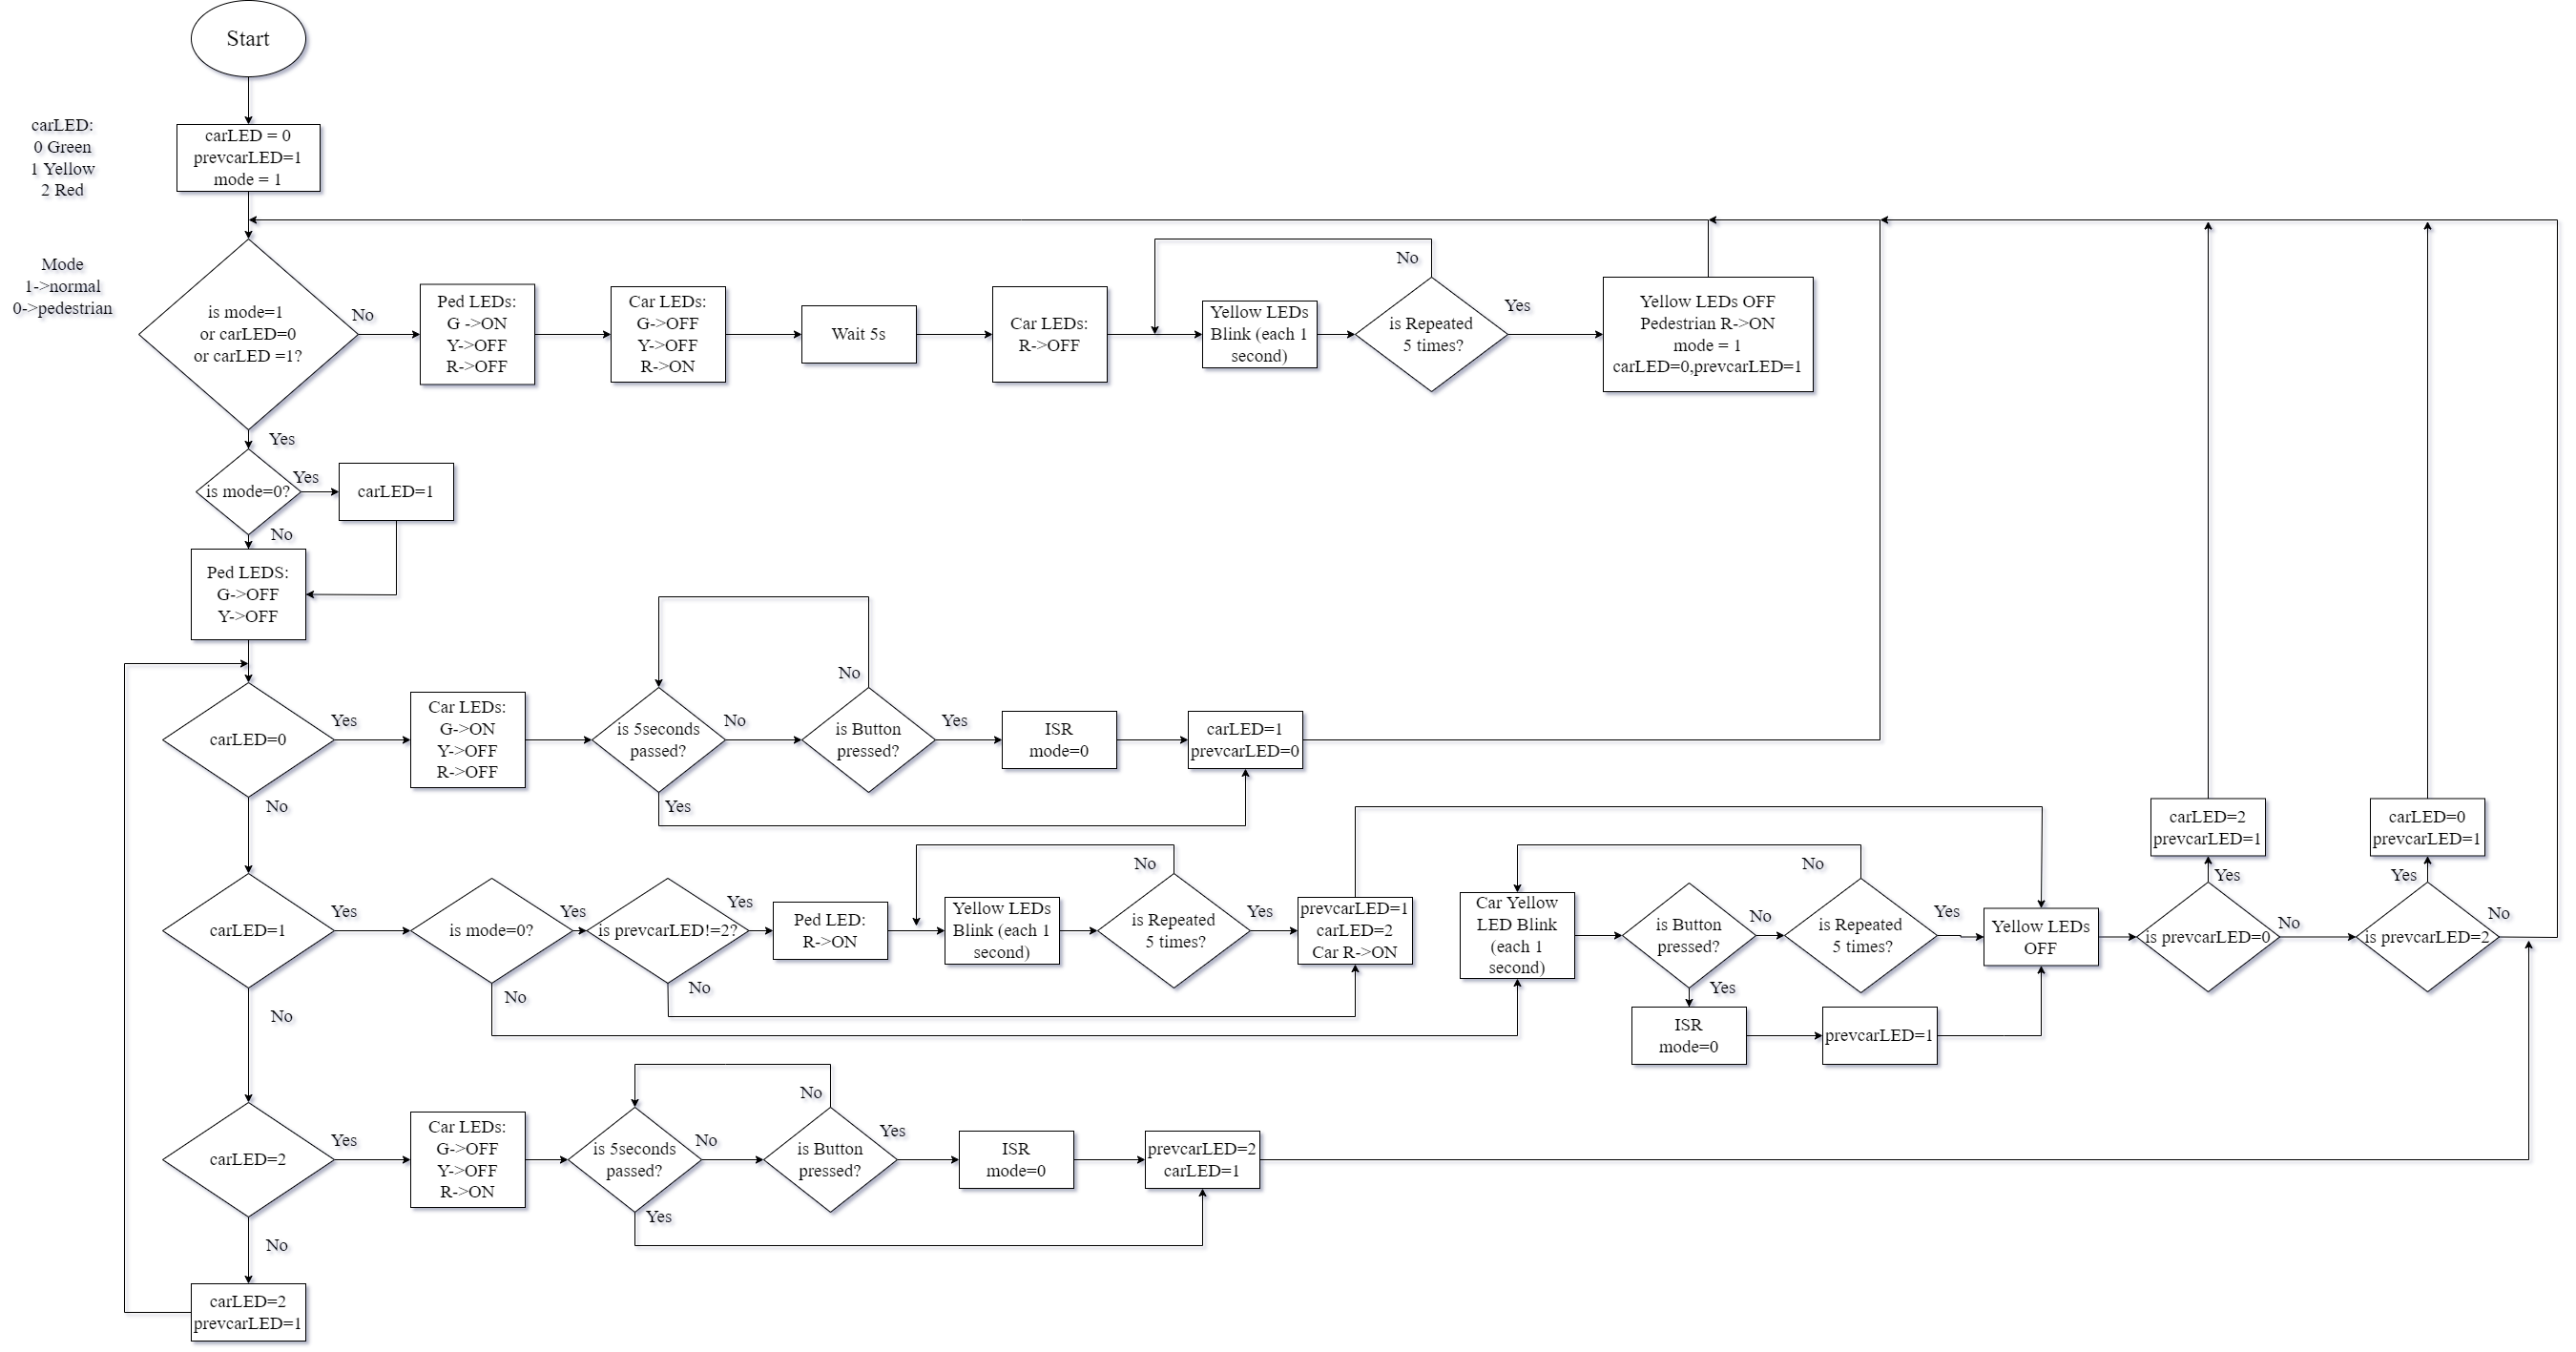 Start
carLED:
0 Green
1 Yellow
2 Red
carLED = 0
prevcarLED=1
mode = 1
Mode
1->normal
0->pedestrian
is mode=1
or carLED=0
or carLED =1?
No
Ped LEDs:
G ->ON
Y->OFF
R->OFF
Car LEDs:
G->OFF
Y->OFF
R->ON
Wait 5s
Car LEDs:
R->OFF
Yellow LEDs
Blink (each 1
second)
No
is Repeated
5 times?
Yes
Yellow LEDs OFF
Pedestrian R->ON
mode = 1
carLED=0,prevcarLED=1
Yes
is mode=0?
Yes
carLED=1
No
Ped LEDS:
G->OFF
Y->OFF
carLED=0
Yes
Car LEDs:
G->ON
Y->OFF
R->OFF
is 5seconds
passed?
No
is Button
pressed?
No
Yes
ISR
mode=0
carLED=1
prevcarLED=0
Yes
No
carLED=1
Yes
is mode=0?
Yes
is prevcarLED!=2?
Yes
Ped LED:
R->ON
Yellow LEDs
Blink (each 1
second)
No
is Repeated
5 times?
Yes
prevcarLED=1
carLED=2
Car R->ON
No
No
Car Yellow
LED Blink
(each 1
second)
is Button
pressed?
No
is Repeated
5 times?
No
Yes
Yellow LEDs
OFF
Yes
ISR
mode=0
prevcarLED=1
is prevcarLED=0
Yes
carLED=2
prevcarLED=1
No
is prevcarLED=2
Yes
carLED=0
prevcarLED=1
No
No
carLED=2
Yes
Car LEDs:
G->OFF
Y->OFF
R->ON
is 5seconds
passed?
No
is Button
pressed?
No
Yes
ISR
mode=0
prevcarLED=2
carLED=1
Yes
No
carLED=2
prevcarLED=1